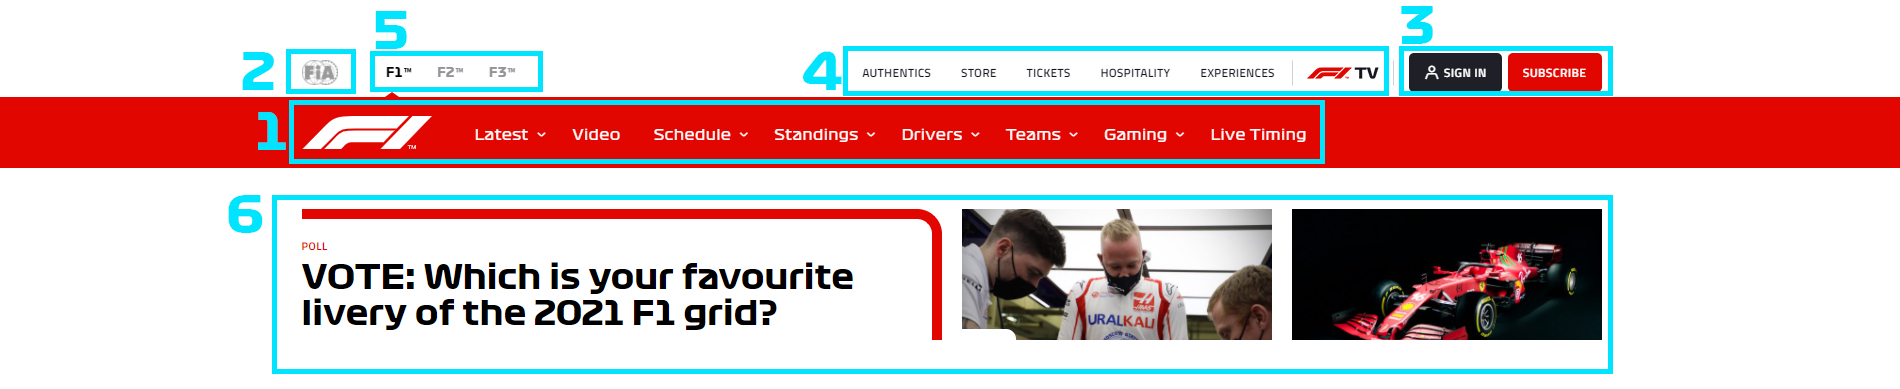 5
3
2
FiA
F1™ F2™ F3™
4
AUTHENTICS STORE TICKETS HOSPITALITY EXPERIENCES F1 TV
SIGN IN SUBSCRIBE
1
F1™ Latest Video Schedule Standings Drivers Teams Gaming Live Timing
6
POLL
VOTE: Which is your favourite
livery of the 2021 F1 grid?
URALKALI